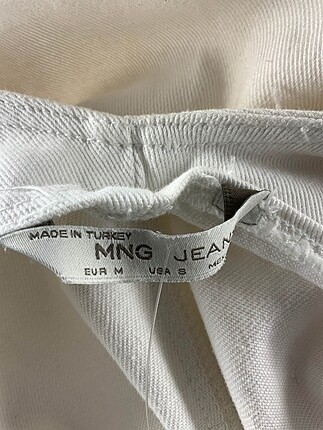 MADE IN TURKEY
MNG JEAN
EUR M USA S